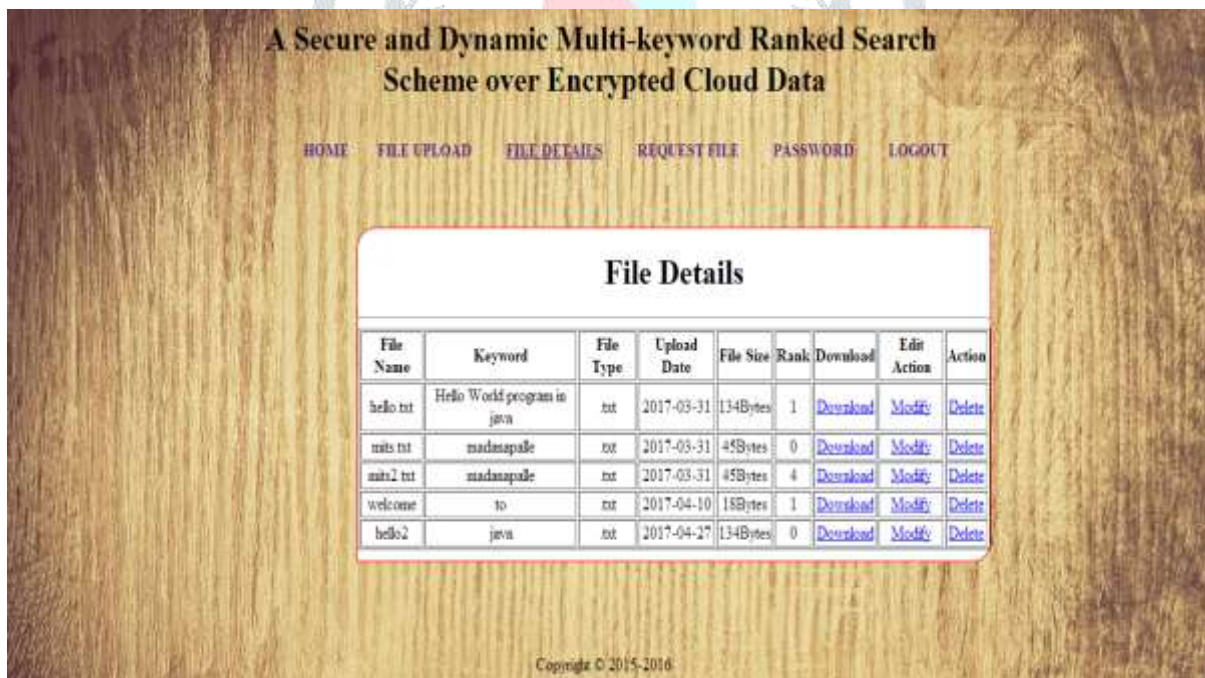 A Secure and Dynamic Multi-keyword Ranked Search
Scheme over Encrypted Cloud Data
HOME FILE UPLOAD FILE DETAILS REQUEST FILE PASSWORD LOGOUT
File Details
File Name Keyword File Type Upload Date File Size Rank Download Edit Action Action
hello.txt Hello World program in java .txt 2017-03-31 134Bytes 1 Download Modify Delete
mits.txt madanapalle .txt 2017-03-31 45Bytes 0 Download Modify Delete
mits2.txt madanapalle .txt 2017-03-31 45Bytes 4 Download Modify Delete
welcome to .txt 2017-04-10 18Bytes 1 Download Modify Delete
hello2 java .txt 2017-04-27 134Bytes 0 Download Modify Delete
Copyright © 2015-2016